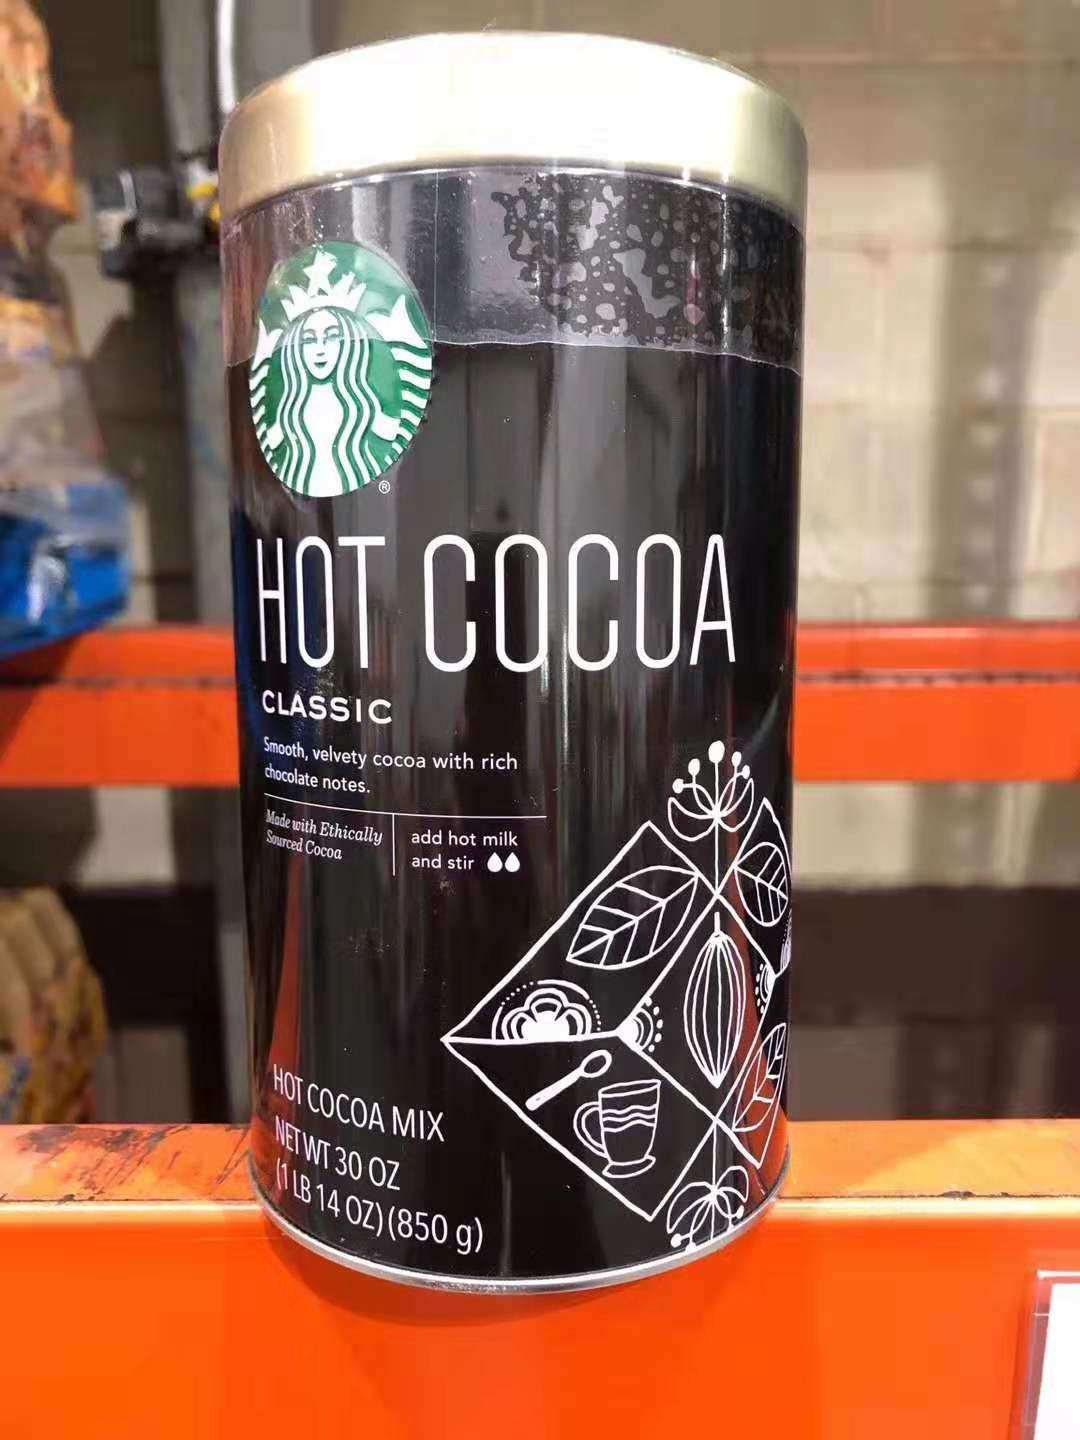 ®
HOT COCOA
CLASSIC
Smooth, velvety cocoa with rich
chocolate notes.
Made with Ethically
Sourced Cocoa
add hot milk
and stir
HOT COCOA MIX
NET WT 30 OZ
(1 LB 14 OZ) (850 g)